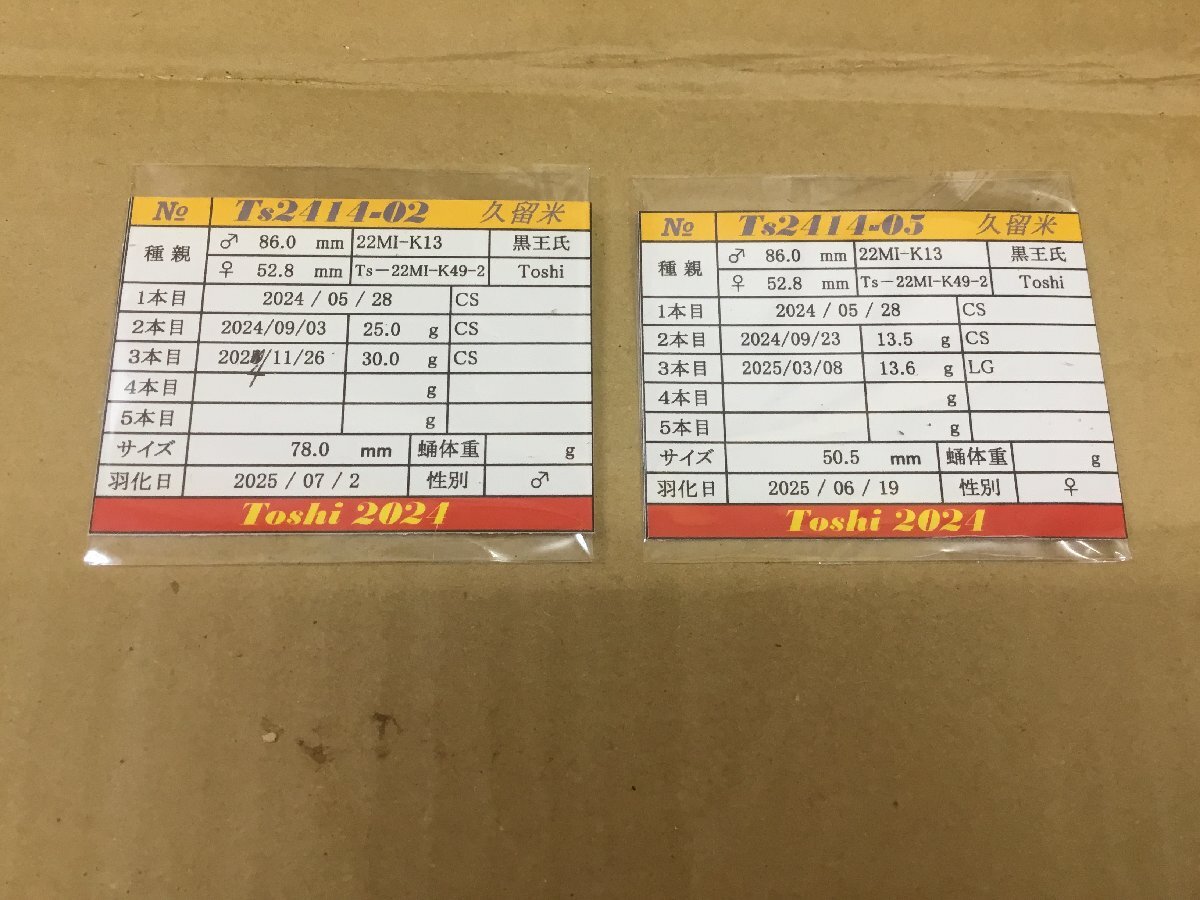 № Ts2414-02 久留米
種親 ♂ 86.0 mm 22MI-K13 黒王氏
♀ 52.8 mm Ts－22MI-K49-2 Toshi
1本目 2024 / 05 / 28 CS
2本目 2024/09/03 25.0 g CS
3本目 2024/11/26 30.0 g CS
4本目 g
5本目 g
サイズ 78.0 mm 蛹体重 g
羽化日 2025 / 07 / 2 性別 ♂
Toshi 2024
№ Ts2414-05 久留米
種親 ♂ 86.0 mm 22MI-K13 黒王氏
♀ 52.8 mm Ts－22MI-K49-2 Toshi
1本目 2024 / 05 / 28 CS
2本目 2024/09/23 13.5 g CS
3本目 2025/03/08 13.6 g LG
4本目 g
5本目 g
サイズ 50.5 mm 蛹体重 g
羽化日 2025 / 06 / 19 性別 ♀
Toshi 2024